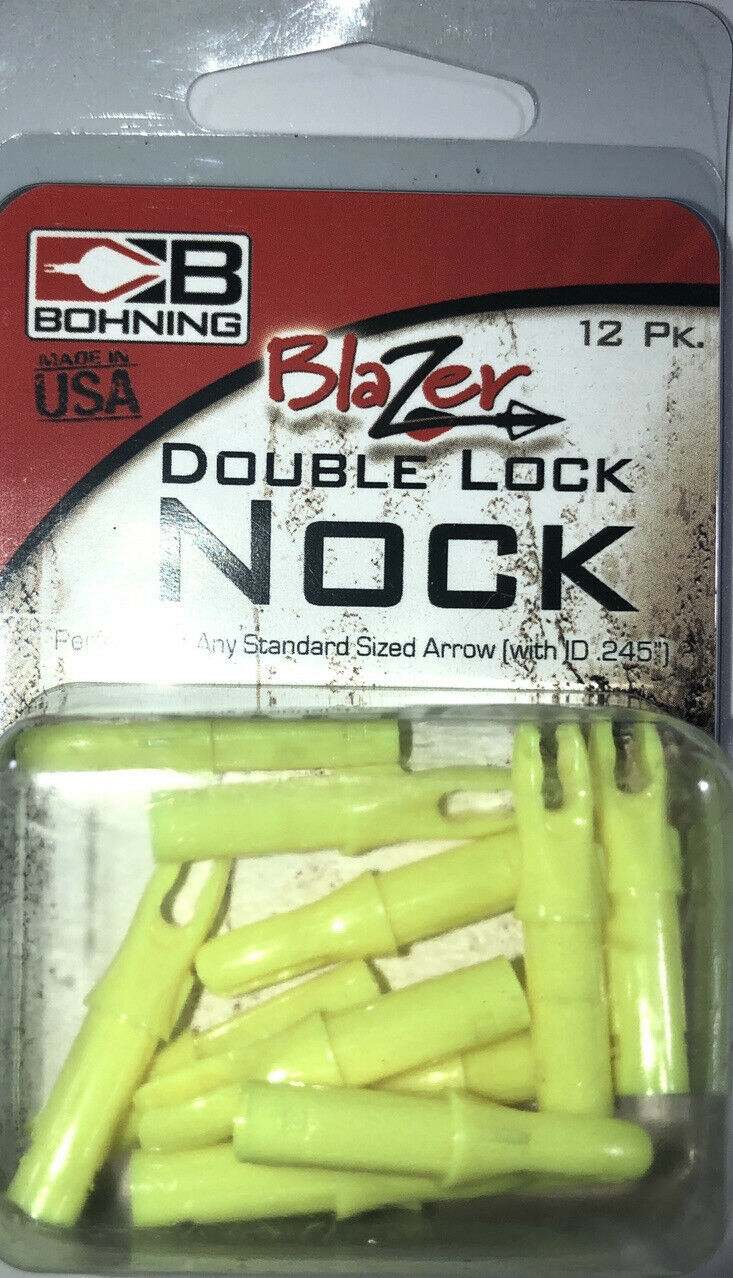 B
BOHNING
MADE IN
USA
12 Pk.
BlaZer
Double Lock
Nock
Any Standard Sized Arrow (with ID .245")